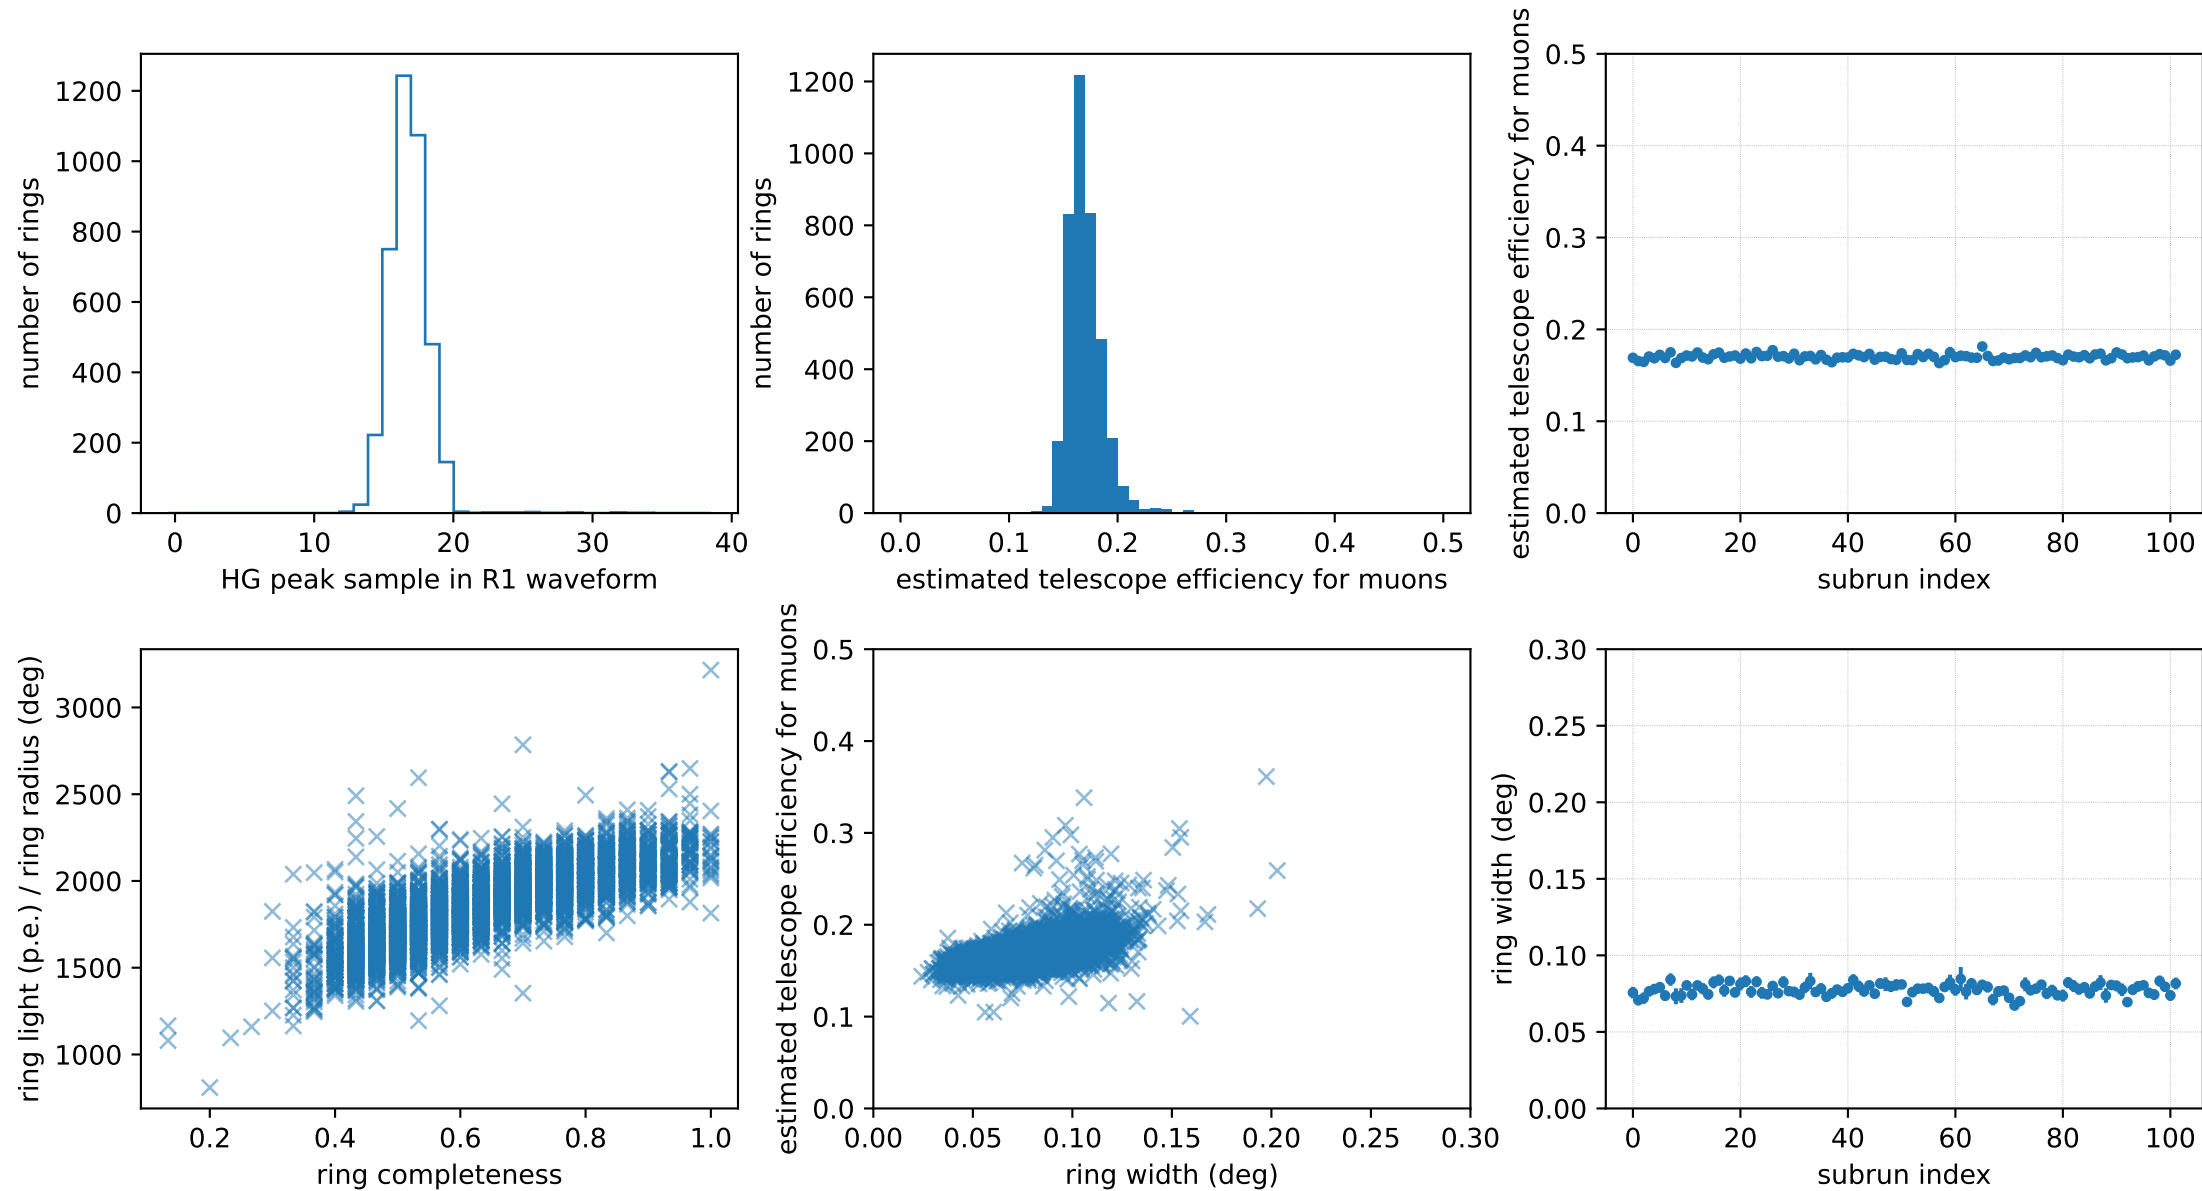 number of rings
1200
1000
800
600
400
200
0
0 10 20 30 40
HG peak sample in R1 waveform
number of rings
1200
1000
800
600
400
200
0
0.0 0.1 0.2 0.3 0.4 0.5
estimated telescope efficiency for muons
estimated telescope efficiency for muons
0.5
0.4
0.3
0.2
0.1
0.0
0 20 40 60 80 100
subrun index
ring light (p.e.) / ring radius (deg)
3000
2500
2000
1500
1000
0.2 0.4 0.6 0.8 1.0
ring completeness
estimated telescope efficiency for muons
0.5
0.4
0.3
0.2
0.1
0.0
0.00 0.05 0.10 0.15 0.20 0.25 0.30
ring width (deg)
ring width (deg)
0.30
0.25
0.20
0.15
0.10
0.05
0.00
0 20 40 60 80 100
subrun index